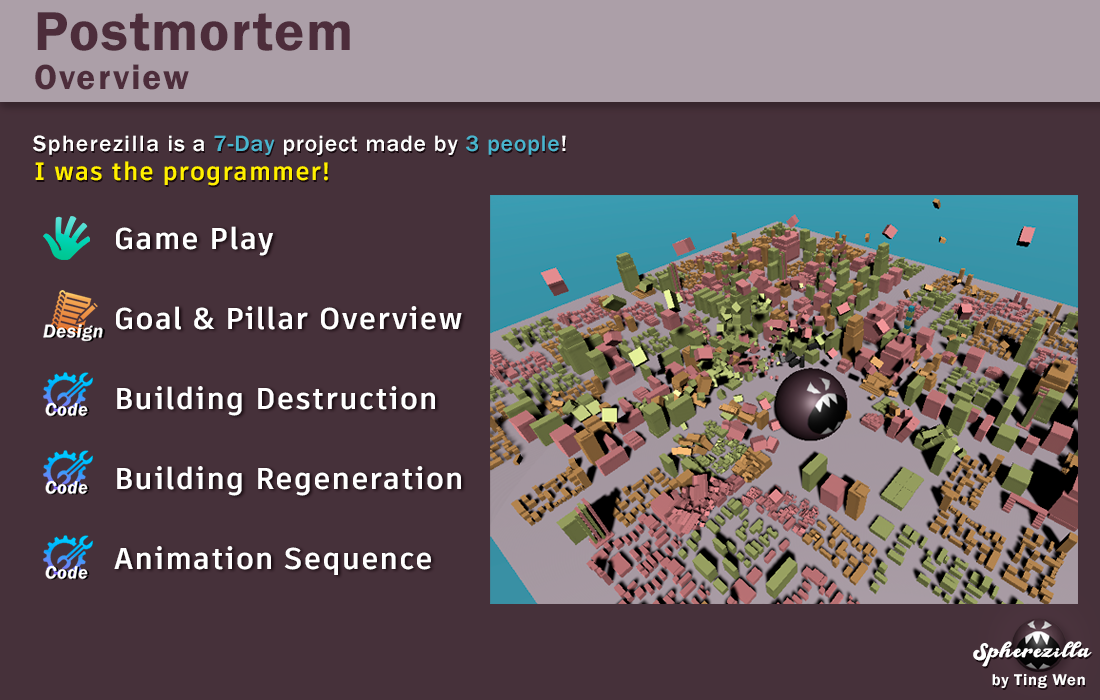 Postmortem
Overview
Spherezilla is a 7-Day project made by 3 people!
I was the programmer!
Game Play
Design Goal & Pillar Overview
Code Building Destruction
Code Building Regeneration
Code Animation Sequence
Spherezilla
by Ting Wen